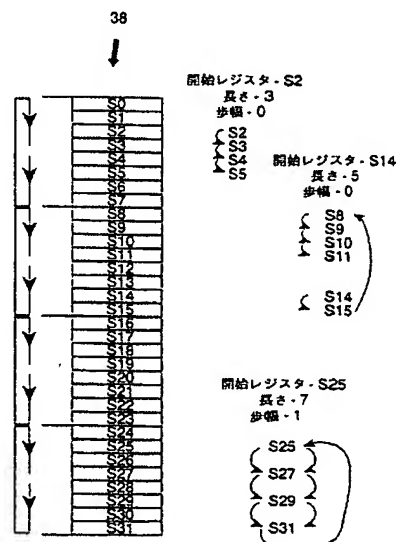 38
S0
S1
S2
S3
S4
S5
S6
S7
S8
S9
S10
S11
S12
S13
S14
S15
S16
S17
S18
S19
S20
S21
S22
S23
S24
S25
S26
S27
S28
S29
S30
S31
開始レジスタ - S2
長さ - 3
歩幅 - 0
S2
S3
S4
S5
開始レジスタ - S14
長さ - 5
歩幅 - 0
S8
S9
S10
S11
S14
S15
開始レジスタ - S25
長さ - 7
歩幅 - 1
S25
S27
S29
S31